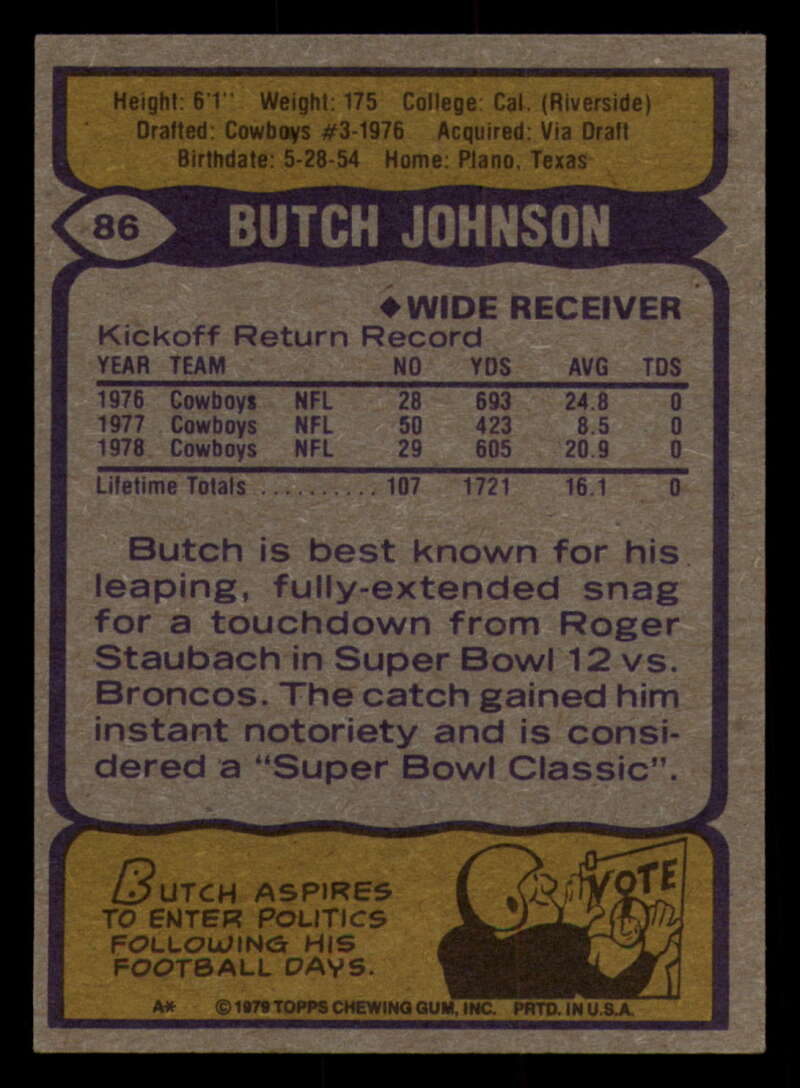 Height: 6'1" Weight: 175 College: Cal. (Riverside)
Drafted: Cowboys #3-1976 Acquired: Via Draft
Birthdate: 5-28-54 Home: Plano, Texas
86 BUTCH JOHNSON
◆WIDE RECEIVER
Kickoff Return Record
YEAR TEAM NO YDS AVG TDS
1976 Cowboys NFL 28 693 24.8 0
1977 Cowboys NFL 50 423 8.5 0
1978 Cowboys NFL 29 605 20.9 0
Lifetime Totals .......... 107 1721 16.1 0
Butch is best known for his
leaping, fully-extended snag
for a touchdown from Roger
Staubach in Super Bowl 12 vs.
Broncos. The catch gained him
instant notoriety and is consi-
dered a "Super Bowl Classic".
BUTCH ASPIRES
TO ENTER POLITICS
FOLLOWING HIS
FOOTBALL DAYS.
VOTE
A* © 1979 TOPPS CHEWING GUM, INC. PRTD. IN U.S.A.